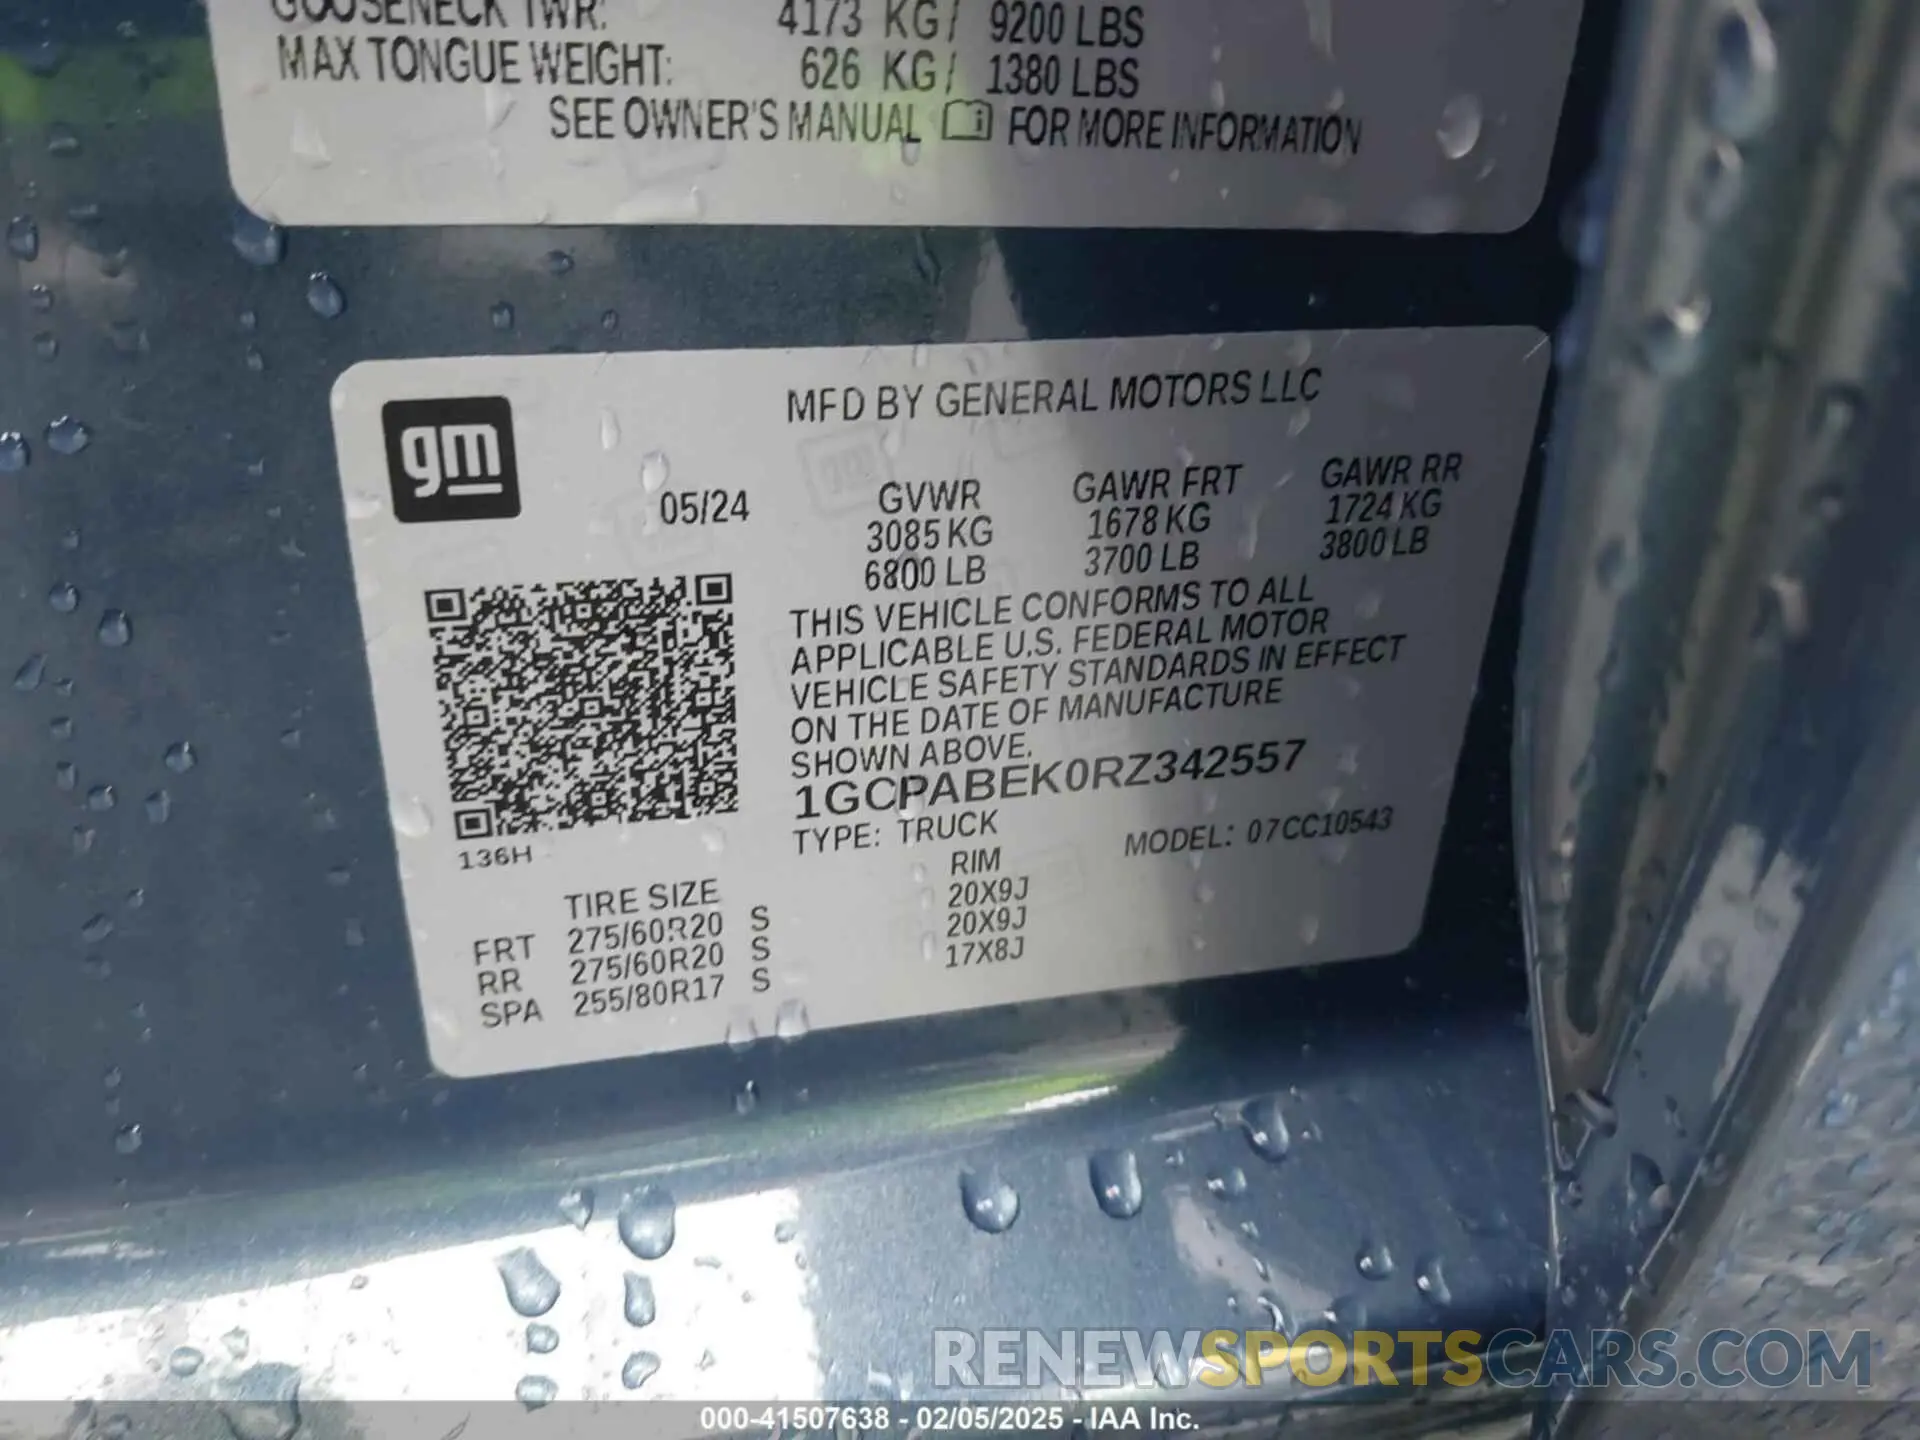 GOOSENECK TWR: 4173 KG/ 9200 LBS
MAX TONGUE WEIGHT: 626 KG/ 1380 LBS
SEE OWNER'S MANUAL FOR MORE INFORMATION
gm
MFD BY GENERAL MOTORS LLC
05/24
GVWR GAWR FRT GAWR RR
3085 KG 1678 KG 1724 KG
6800 LB 3700 LB 3800 LB
THIS VEHICLE CONFORMS TO ALL
APPLICABLE U.S. FEDERAL MOTOR
VEHICLE SAFETY STANDARDS IN EFFECT
ON THE DATE OF MANUFACTURE
SHOWN ABOVE.
1GCPABEK0RZ342557
TYPE: TRUCK MODEL: 07CC10543
136H
TIRE SIZE RIM
FRT 275/60R20 S 20X9J
RR 275/60R20 S 20X9J
SPA 255/80R17 S 17X8J
RENEWSPORTSCARS.COM
000-41507638 - 02/05/2025 - IAA Inc.